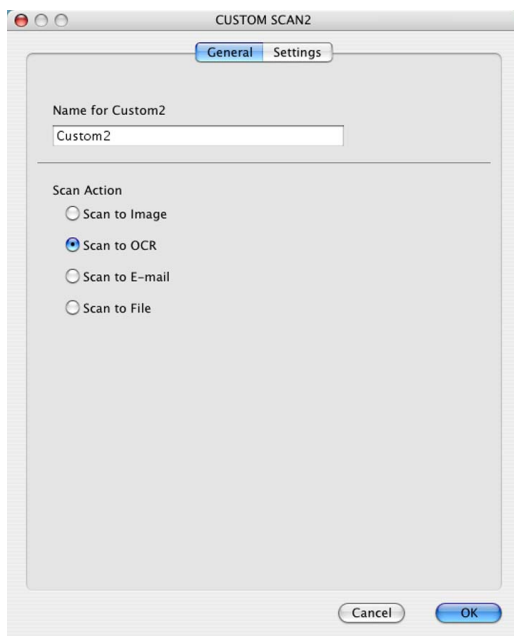 CUSTOM SCAN2
General Settings
Name for Custom2
Custom2
Scan Action
Scan to Image
Scan to OCR
Scan to E-mail
Scan to File
Cancel OK